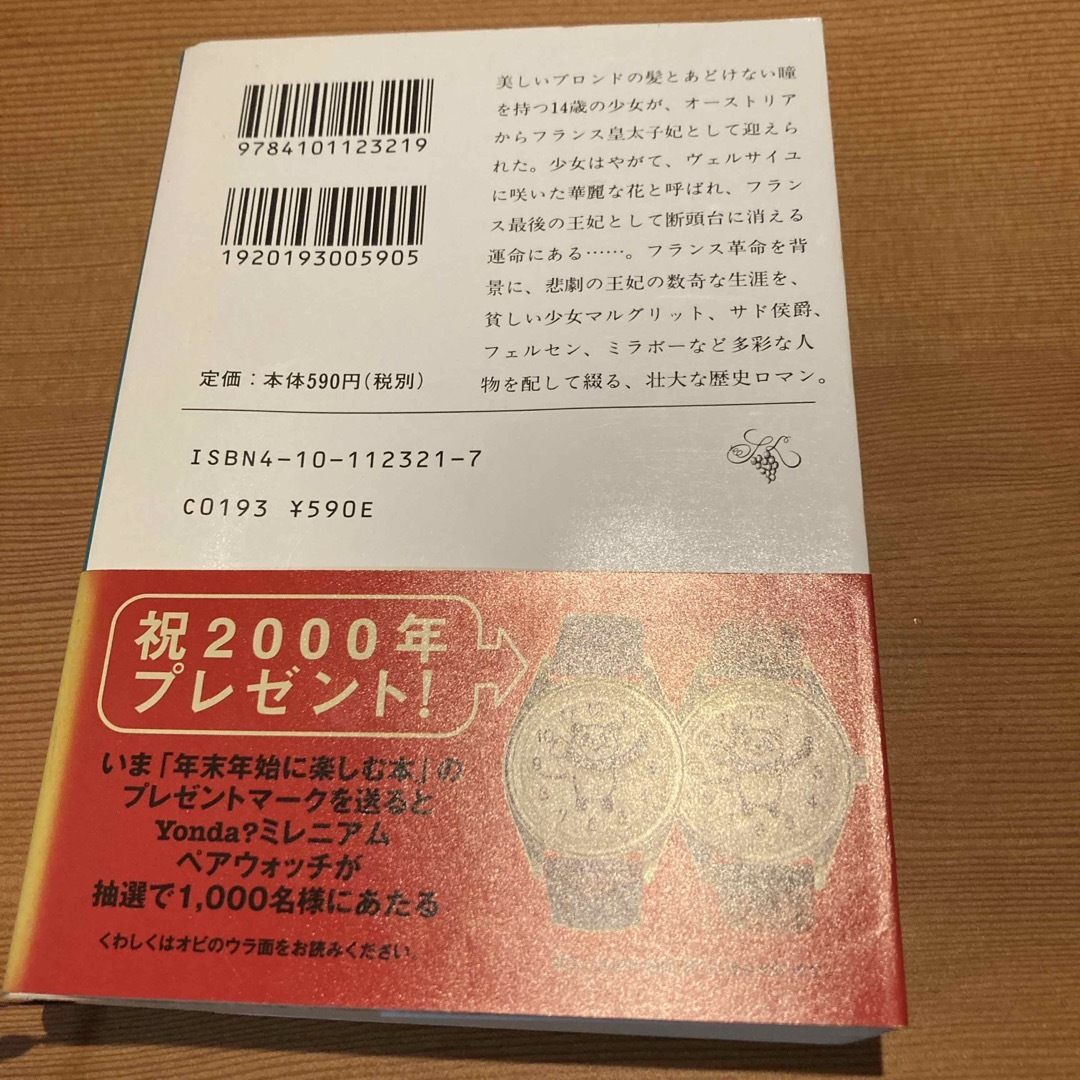 9784101123219
1920193005905
定価：本体590円(税別)
美しいブロンドの髪とあどけない瞳
を持つ14歳の少女が、オーストリア
からフランス皇太子妃として迎えら
れた。少女はやがて、ヴェルサイユ
に咲いた華麗な花と呼ばれ、フラン
ス最後の王妃として断頭台に消える
運命にある……。フランス革命を背
景に、悲劇の王妃の数奇な生涯を、
貧しい少女マルグリット、サド侯爵、
フェルセン、ミラボーなど多彩な人
物を配して綴る、壮大な歴史ロマン。
ISBN4-10-112321-7
C0193 ¥590E
祝2000年
プレゼント!
いま「年末年始に楽しむ本」の
プレゼントマークを送ると
Yonda?ミレニアム
ペアウォッチが
抽選で1,000名様にあたる
くわしくはオビのウラ面をお読みください